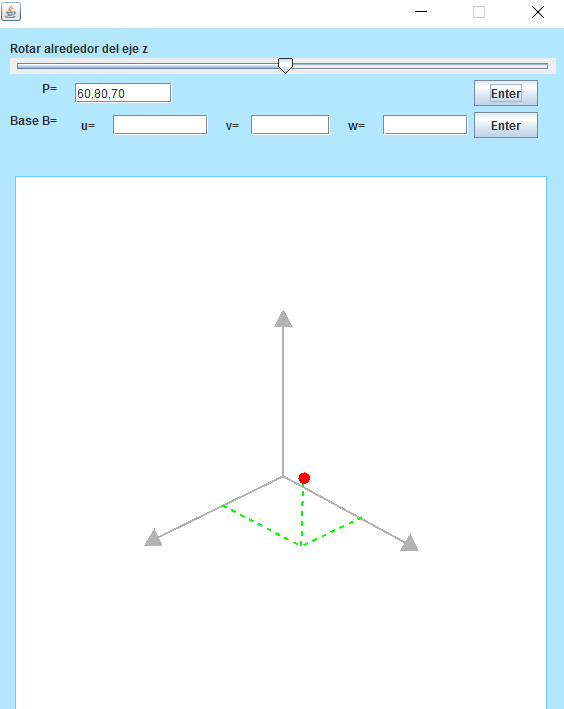 Rotar alrededor del eje z
P= 60,80,70 Enter
Base B= u= v= w= Enter